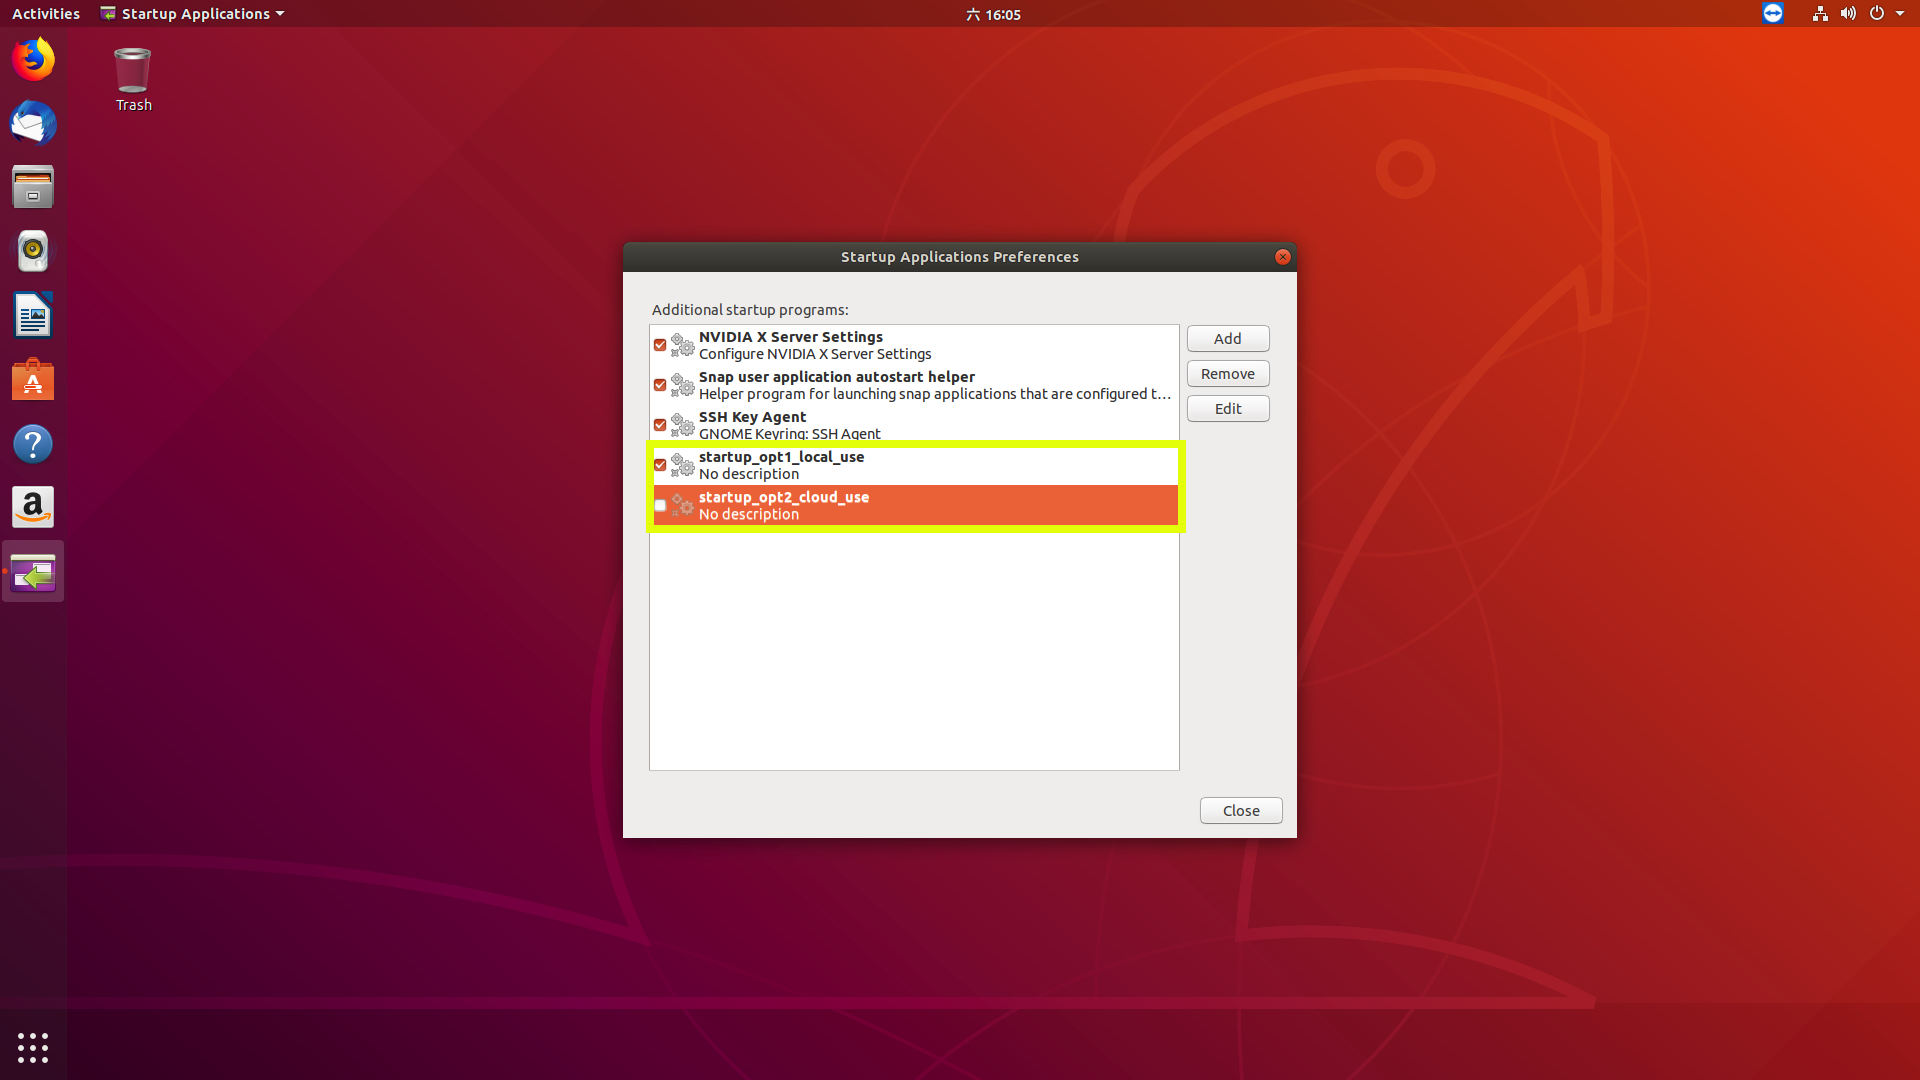 Activities
Startup Applications
六 16:05
Trash
Startup Applications Preferences
Additional startup programs:
NVIDIA X Server Settings
Configure NVIDIA X Server Settings
Snap user application autostart helper
Helper program for launching snap applications that are configured t…
SSH Key Agent
GNOME Keyring: SSH Agent
startup_opt1_local_use
No description
startup_opt2_cloud_use
No description
Add
Remove
Edit
Close